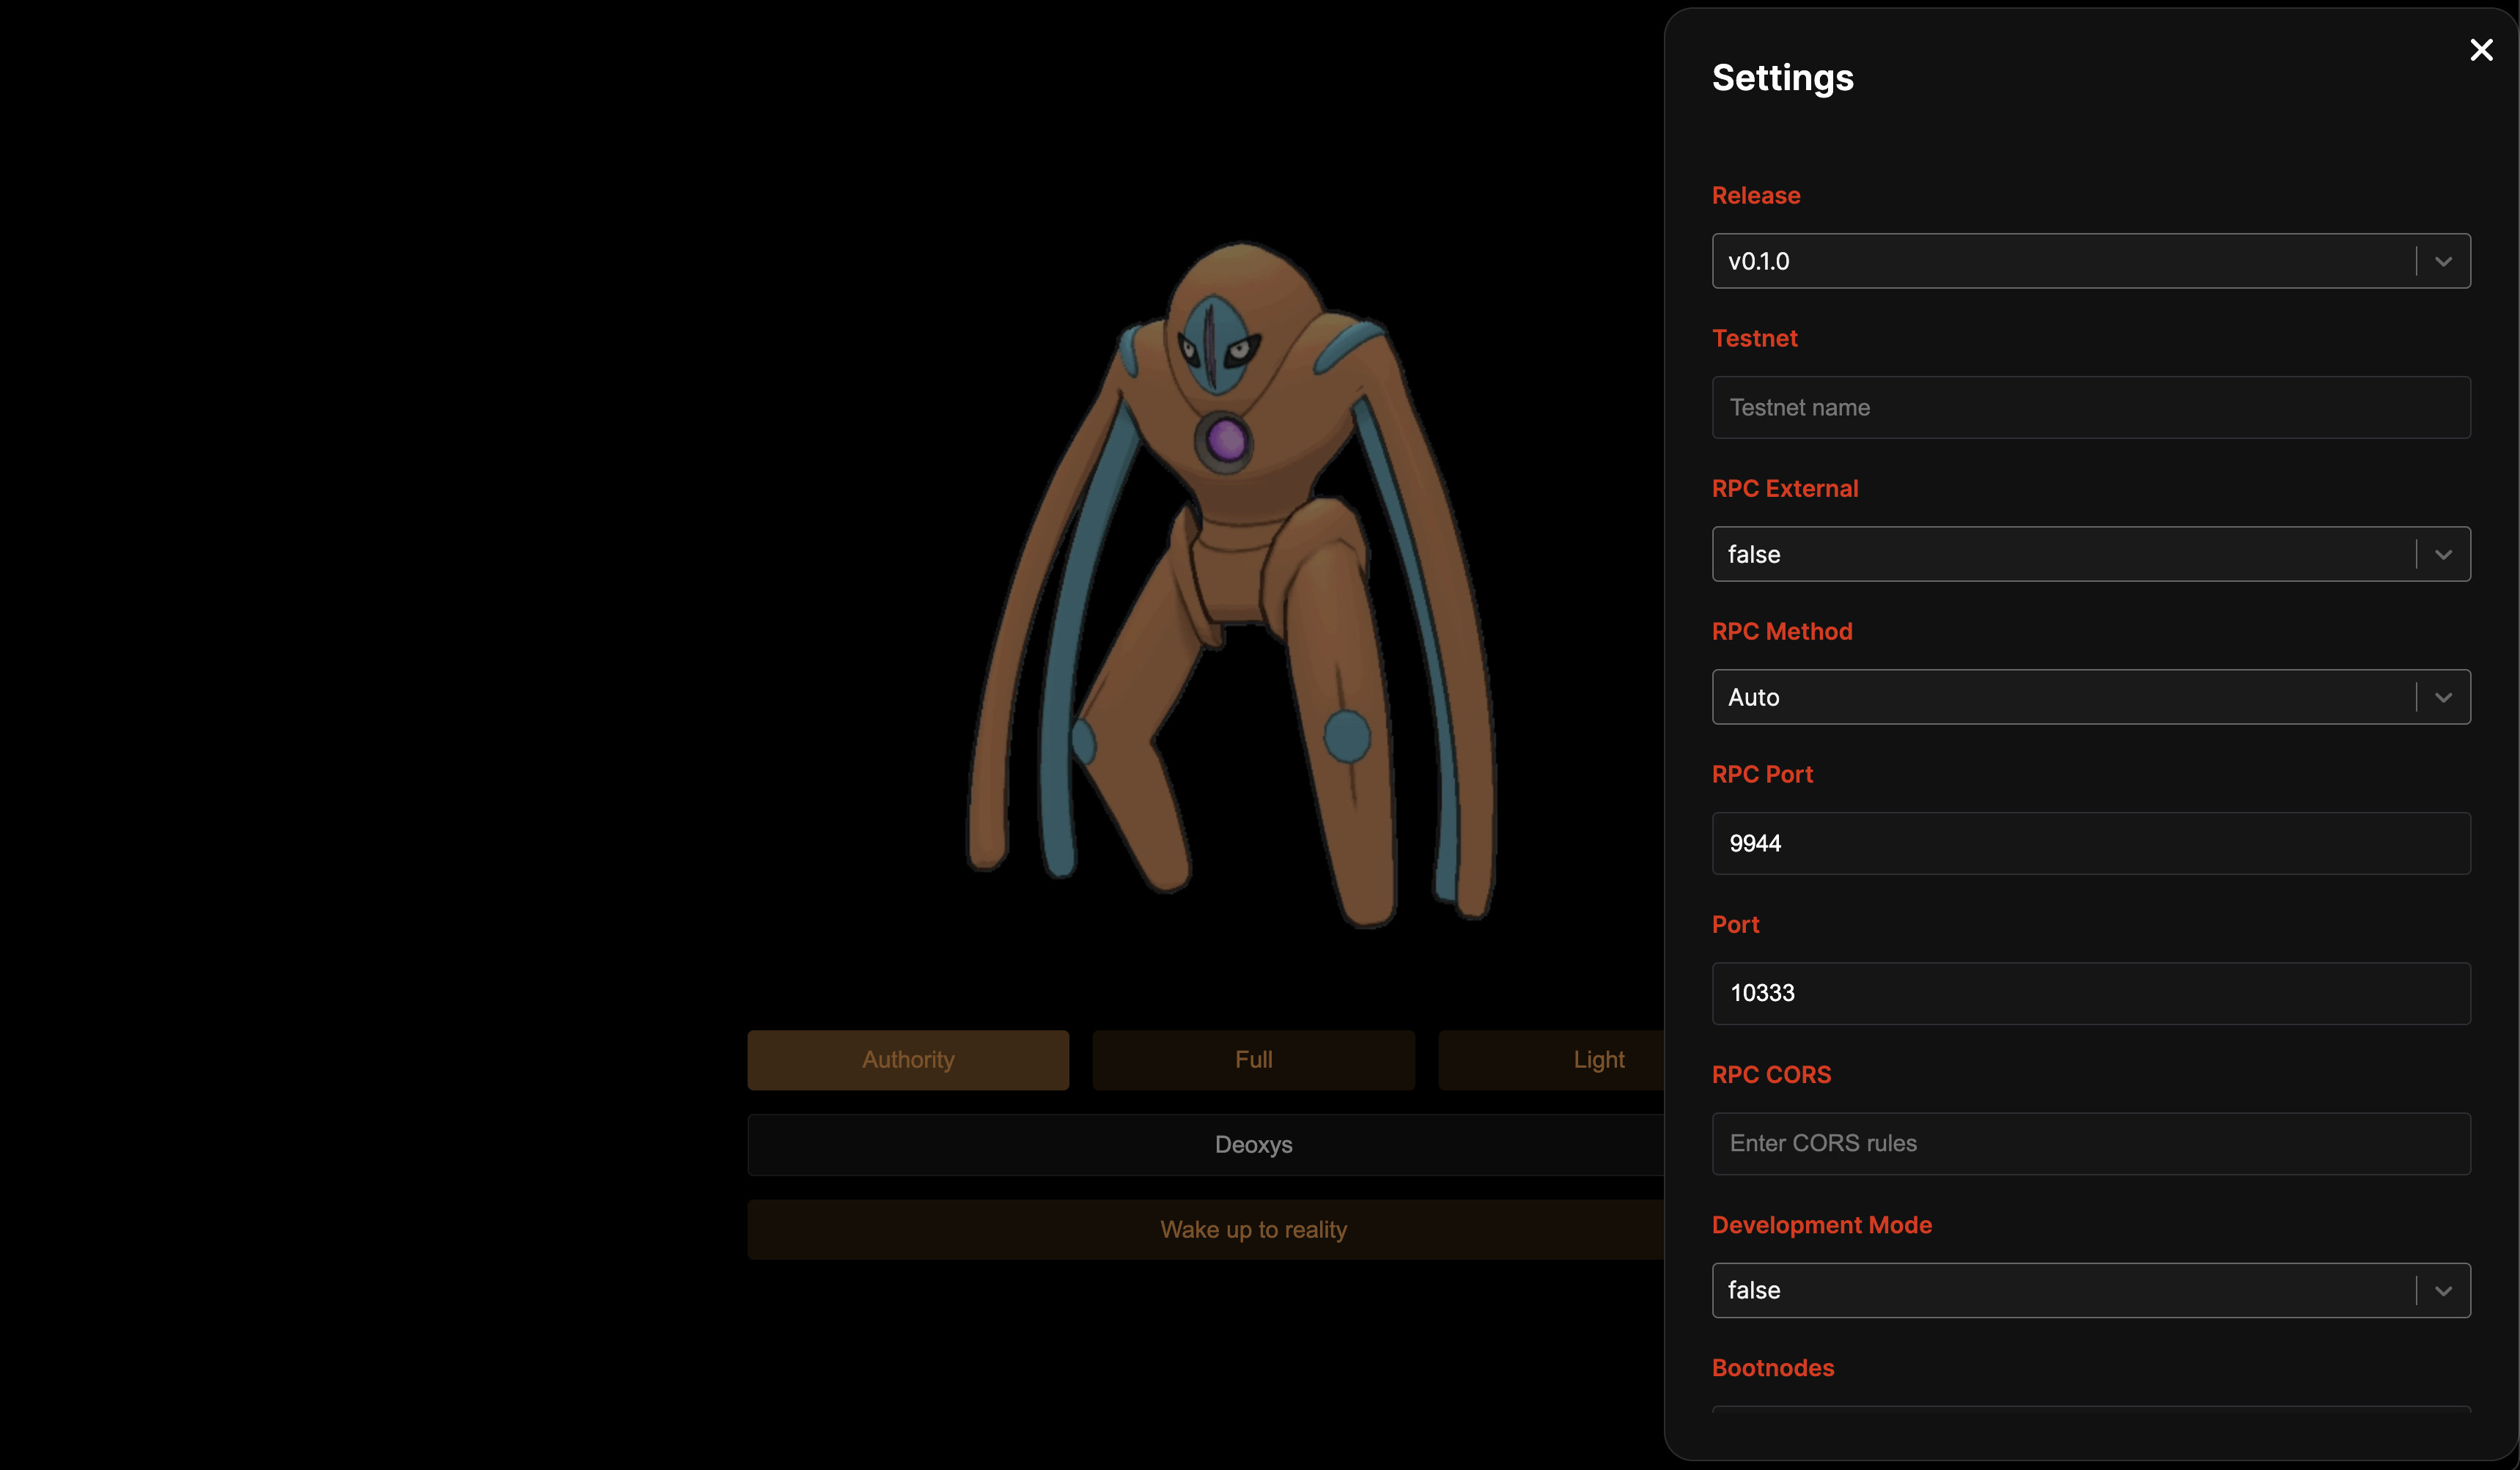 Settings
Release
v0.1.0
Testnet
Testnet name
RPC External
false
RPC Method
Auto
RPC Port
9944
Port
10333
RPC CORS
Enter CORS rules
Development Mode
false
Bootnodes
Authority
Full
Light
Deoxys
Wake up to reality